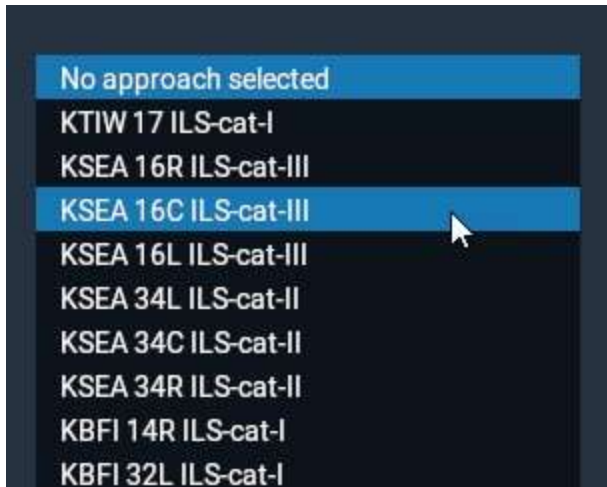 No approach selected
KTIW 17 ILS-cat-I
KSEA 16R ILS-cat-III
KSEA 16C ILS-cat-III
KSEA 16L ILS-cat-III
KSEA 34L ILS-cat-II
KSEA 34C ILS-cat-II
KSEA 34R ILS-cat-II
KBFI 14R ILS-cat-I
KBFI 32L ILS-cat-I